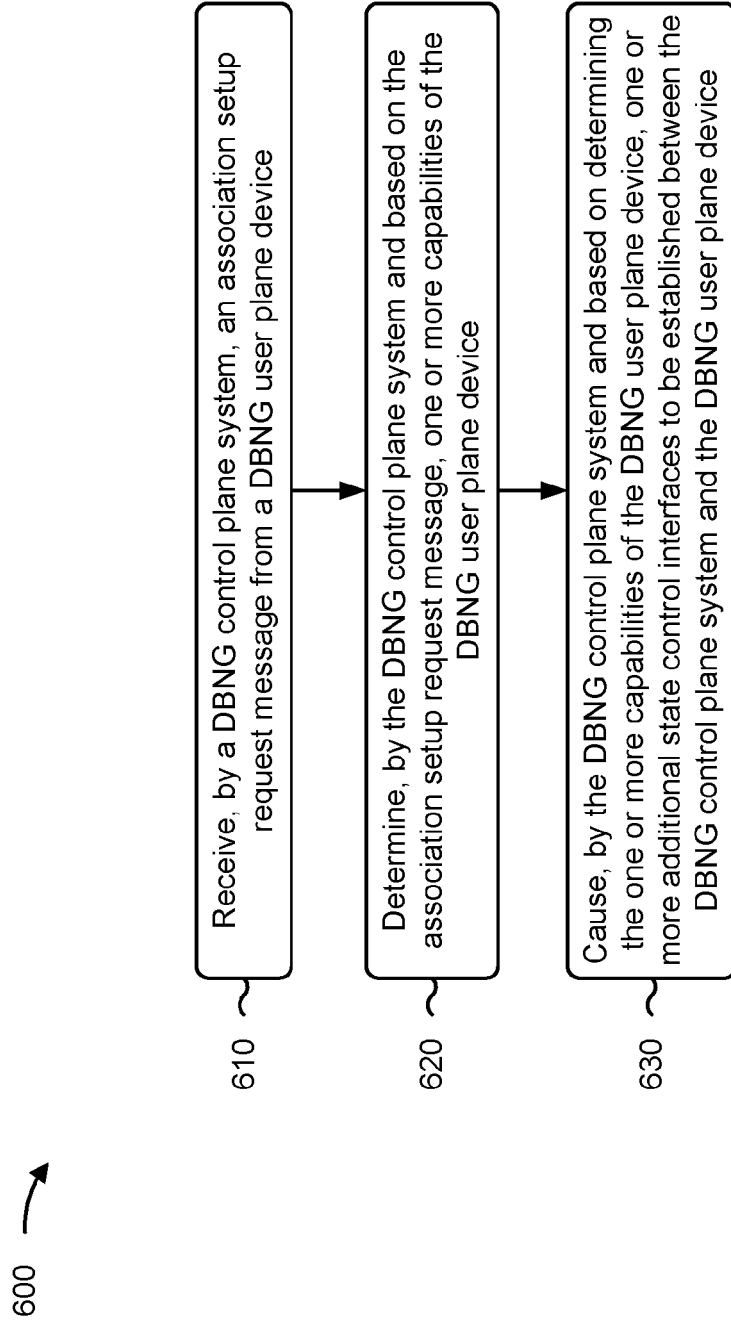 600
610
Receive, by a DBNG control plane system, an association setup
request message from a DBNG user plane device
620
Determine, by the DBNG control plane system and based on the
association setup request message, one or more capabilities of the
DBNG user plane device
630
Cause, by the DBNG control plane system and based on determining
the one or more capabilities of the DBNG user plane device, one or
more additional state control interfaces to be established between the
DBNG control plane system and the DBNG user plane device